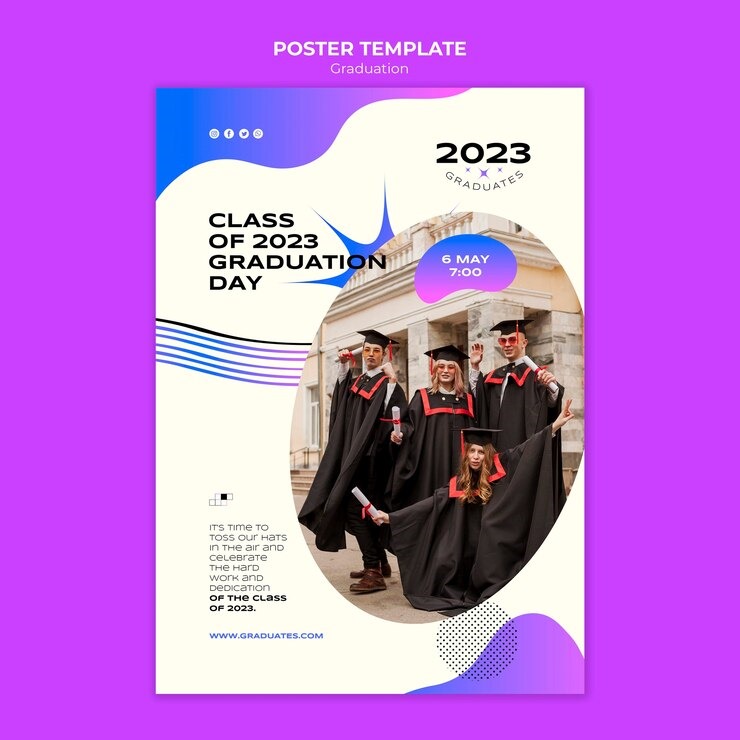 POSTER TEMPLATE
Graduation
2023
GRADUATES
CLASS
OF 2023
GRADUATION
DAY
6 MAY
7:00
It's time to
toss our hats
in the air and
celebrate
the hard
work and
dedication
of the class
of 2023.
WWW.GRADUATES.COM